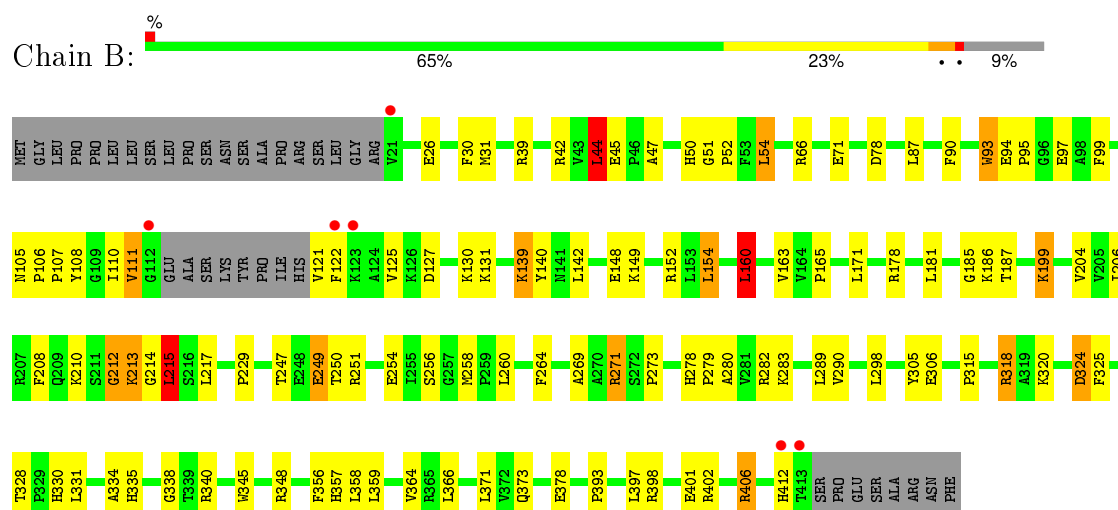 %
Chain B:
65% 23% • • 9%
MET GLY LEU PRO PRO LEU LEU SER LEU PRO SER ASN SER ALA PRO ARG SER LEU GLY ARG V21 E26 F30 M31 R39 R42 V43 L44 E45 P46 A47 H50 G51 P52 F53 L54 R66 E71 D78 L87 F90 W93 E94 P95 G96 E97 A98 F99
N105 P106 P107 Y108 G109 I110 V111 G112 GLU ALA SER LYS TYR PRO ILE HIS V121 F122 K123 A124 V125 K126 D127 K130 K131 K139 Y140 N141 L142 E148 K149 R152 L153 L154 L160 V163 V164 P165 L171 R178 L181 G185 K186 T187 K199 V204 V205
R207 F208 Q209 K210 S211 G212 K213 G214 L215 S216 L217 P229 T247 E248 E249 T250 R251 E254 I255 S256 G257 M258 P259 L260 F264 A269 A270 R271 S272 P273 H278 P279 A280 V281 R282 K283 L289 V290 L298 Y305 E306 P315 R318 A319 K320 D324 F325
T328 P329 H330 L331 A334 H335 G338 T339 R340 W345 R348 F356 H357 L358 L359 V364 R365 L366 L371 V372 Q373 E378 P393 L397 R398 E401 R402 R406 H412 T413 SER PRO GLU SER ALA ARG ASN PHE